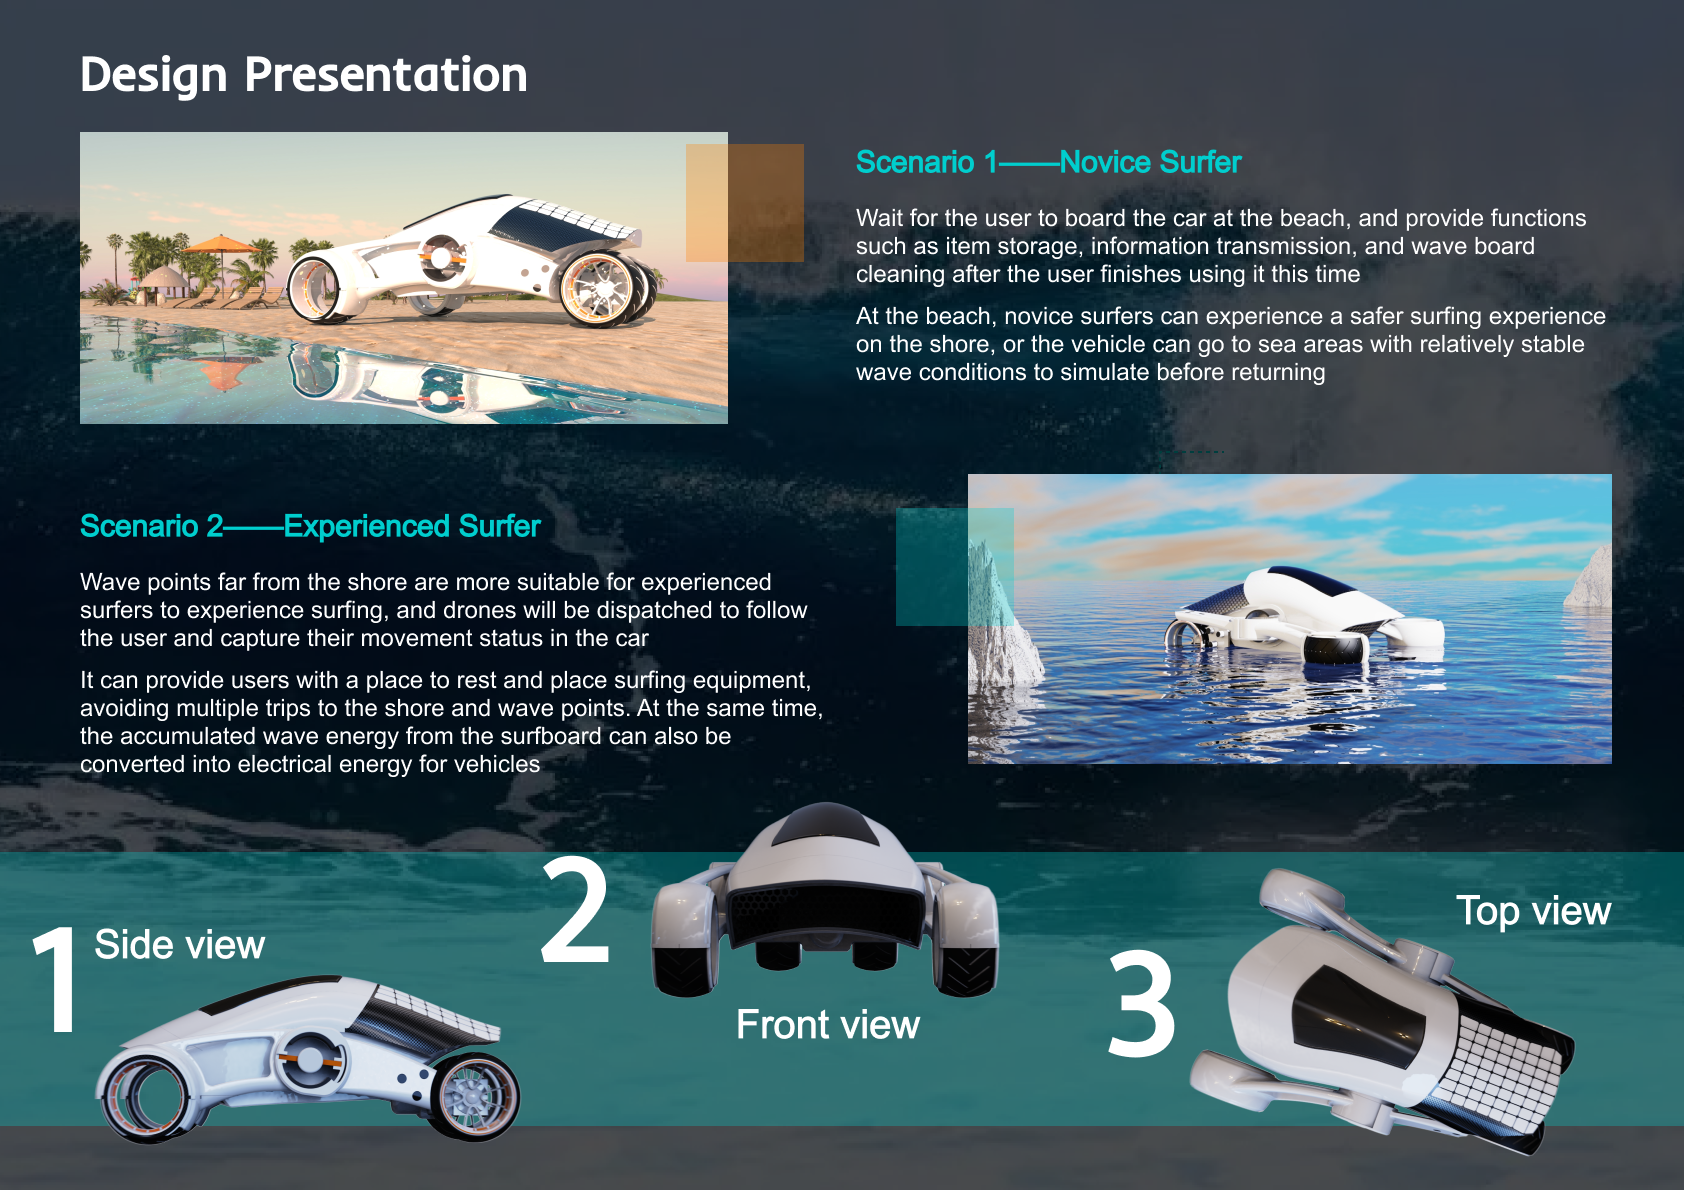 Design Presentation
Scenario 1——Novice Surfer
Wait for the user to board the car at the beach, and provide functions
such as item storage, information transmission, and wave board
cleaning after the user finishes using it this time
At the beach, novice surfers can experience a safer surfing experience
on the shore, or the vehicle can go to sea areas with relatively stable
wave conditions to simulate before returning
Scenario 2——Experienced Surfer
Wave points far from the shore are more suitable for experienced
surfers to experience surfing, and drones will be dispatched to follow
the user and capture their movement status in the car
It can provide users with a place to rest and place surfing equipment,
avoiding multiple trips to the shore and wave points. At the same time,
the accumulated wave energy from the surfboard can also be
converted into electrical energy for vehicles
1 Side view
2
Front view
3
Top view